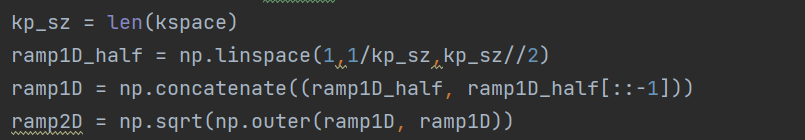 kp_sz = len(kspace)
ramp1D_half = np.linspace(1,1/kp_sz,kp_sz//2)
ramp1D = np.concatenate((ramp1D_half, ramp1D_half[::-1]))
ramp2D = np.sqrt(np.outer(ramp1D, ramp1D))